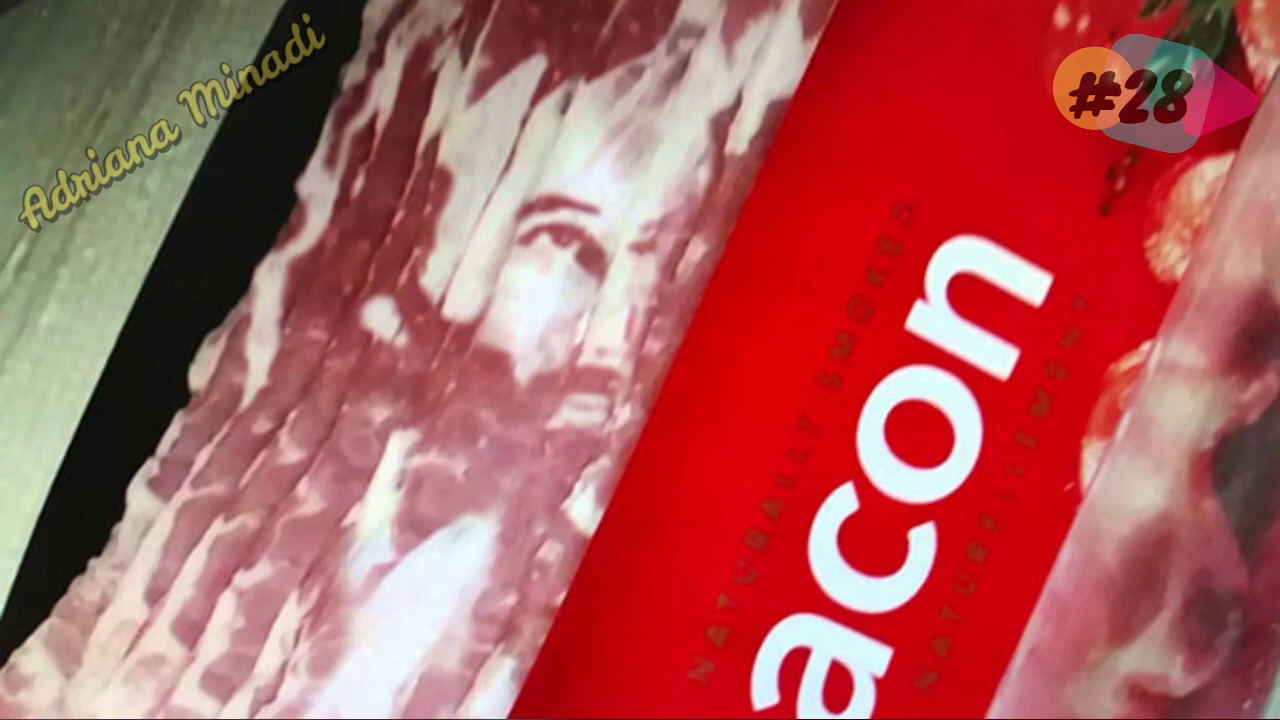 Adriana Minadi
#28
NATURALLY SMOKED
acon
NATURELLEMENT